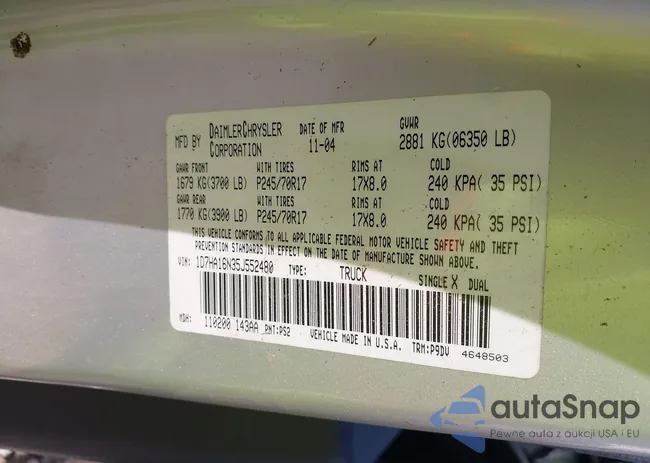 MFD BY DAIMLERCHRYSLER CORPORATION DATE OF MFR 11-04 GVWR 2881 KG(06350 LB)
GAWR FRONT WITH TIRES RIMS AT COLD
1679 KG(3700 LB) P245/70R17 17X8.0 240 KPA( 35 PSI)
GAWR REAR WITH TIRES RIMS AT COLD
1770 KG(3900 LB) P245/70R17 17X8.0 240 KPA( 35 PSI)
THIS VEHICLE CONFORMS TO ALL APPLICABLE FEDERAL MOTOR VEHICLE SAFETY AND THEFT
PREVENTION STANDARDS IN EFFECT ON THE DATE OF MANUFACTURE SHOWN ABOVE.
VIN: 1D7HA16N35J552480 TYPE: TRUCK SINGLE X DUAL
MDH: 110200 143AA PNT:PS2 VEHICLE MADE IN U.S.A. TRM:P9DV 4648503
autaSnap
Pewne auta z aukcji USA i EU